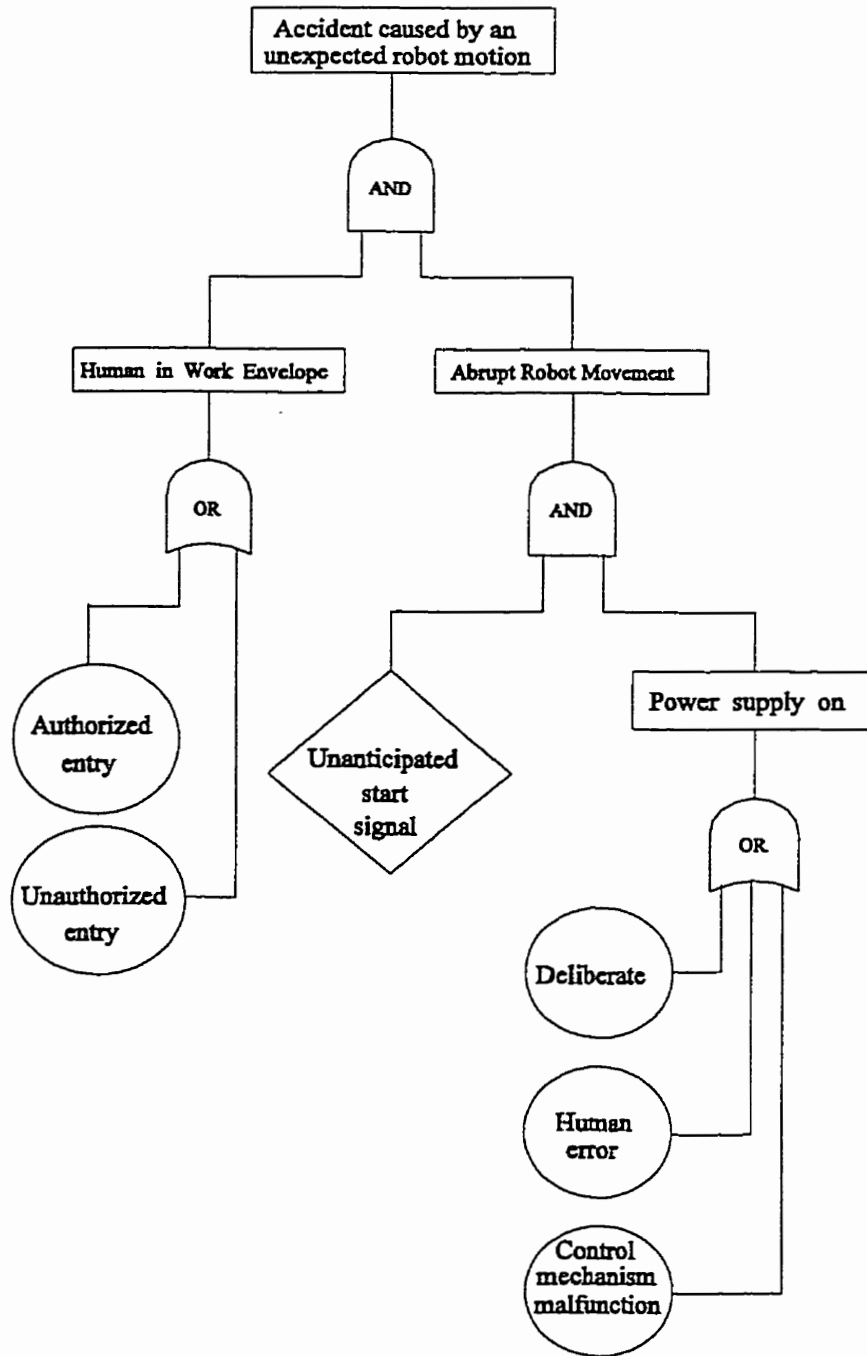 Accident caused by an
unexpected robot motion
AND
Human in Work Envelope
Abrupt Robot Movement
OR
AND
Authorized
entry
Unanticipated
start
signal
Power supply on
Unauthorized
entry
OR
Deliberate
Human
error
Control
mechanism
malfunction